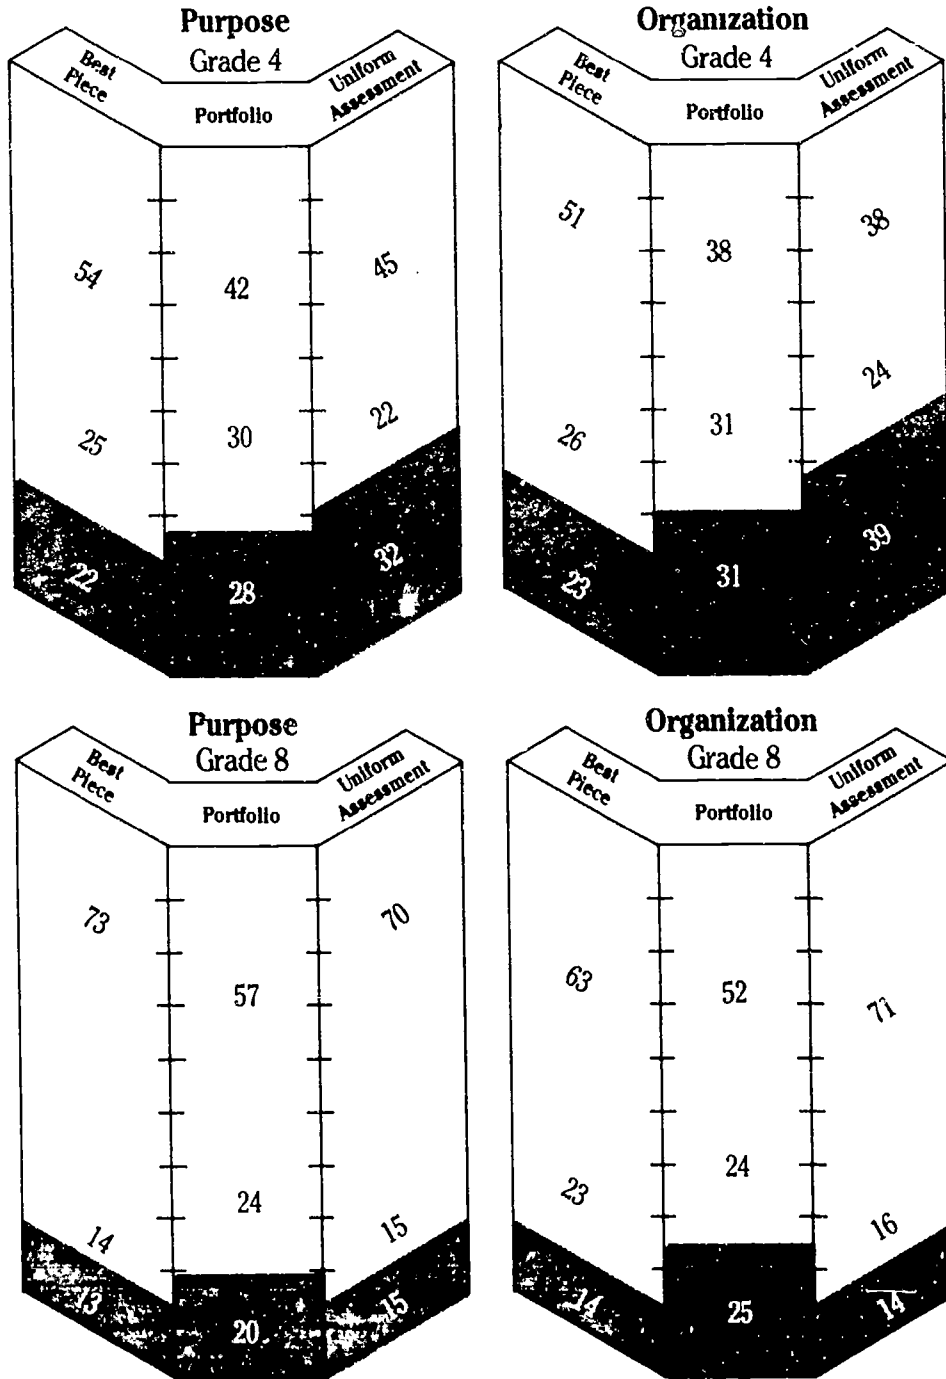 Purpose
Grade 4
Best
Piece
Portfolio
Uniform
Assessment
54
42
45
25
30
22
22
28
32
Organization
Grade 4
Best
Piece
Portfolio
Uniform
Assessment
51
38
38
26
31
24
23
31
39
Purpose
Grade 8
Best
Piece
Portfolio
Uniform
Assessment
73
57
70
14
24
15
13
20
15
Organization
Grade 8
Best
Piece
Portfolio
Uniform
Assessment
63
52
71
23
24
16
14
25
14